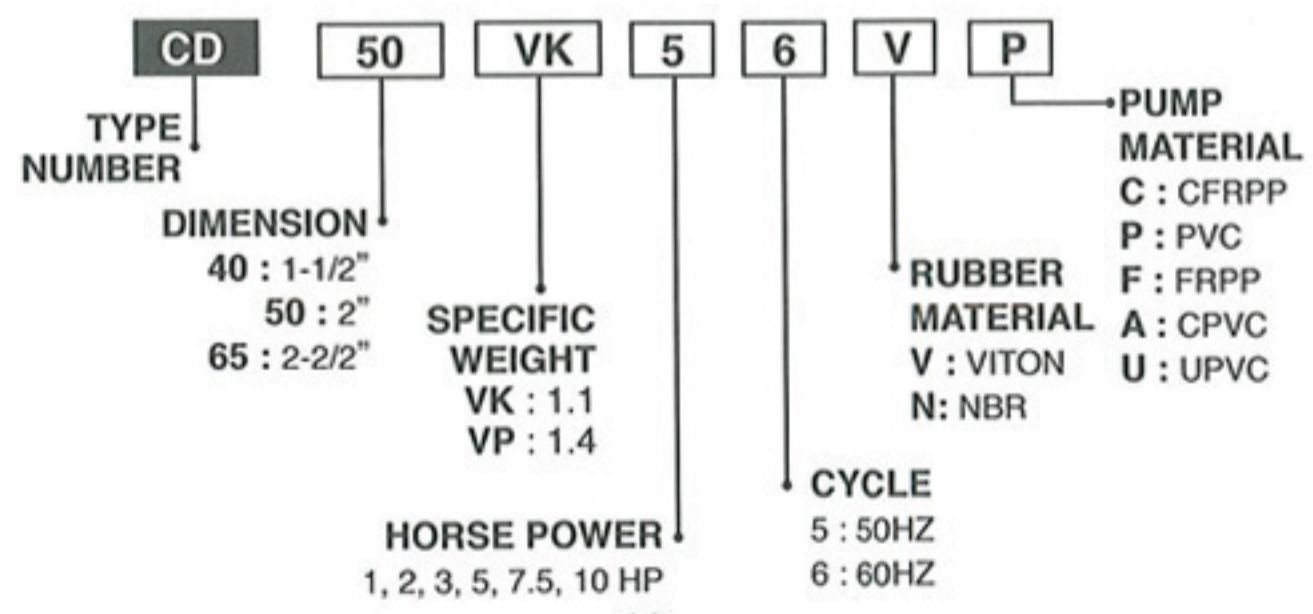 CD 50 VK 5 6 V P
TYPE
NUMBER
DIMENSION
40 : 1-1/2"
50 : 2"
65 : 2-2/2"
SPECIFIC
WEIGHT
VK : 1.1
VP : 1.4
HORSE POWER
1, 2, 3, 5, 7.5, 10 HP
CYCLE
5 : 50HZ
6 : 60HZ
RUBBER
MATERIAL
V : VITON
N: NBR
PUMP
MATERIAL
C : CFRPP
P : PVC
F : FRPP
A : CPVC
U : UPVC